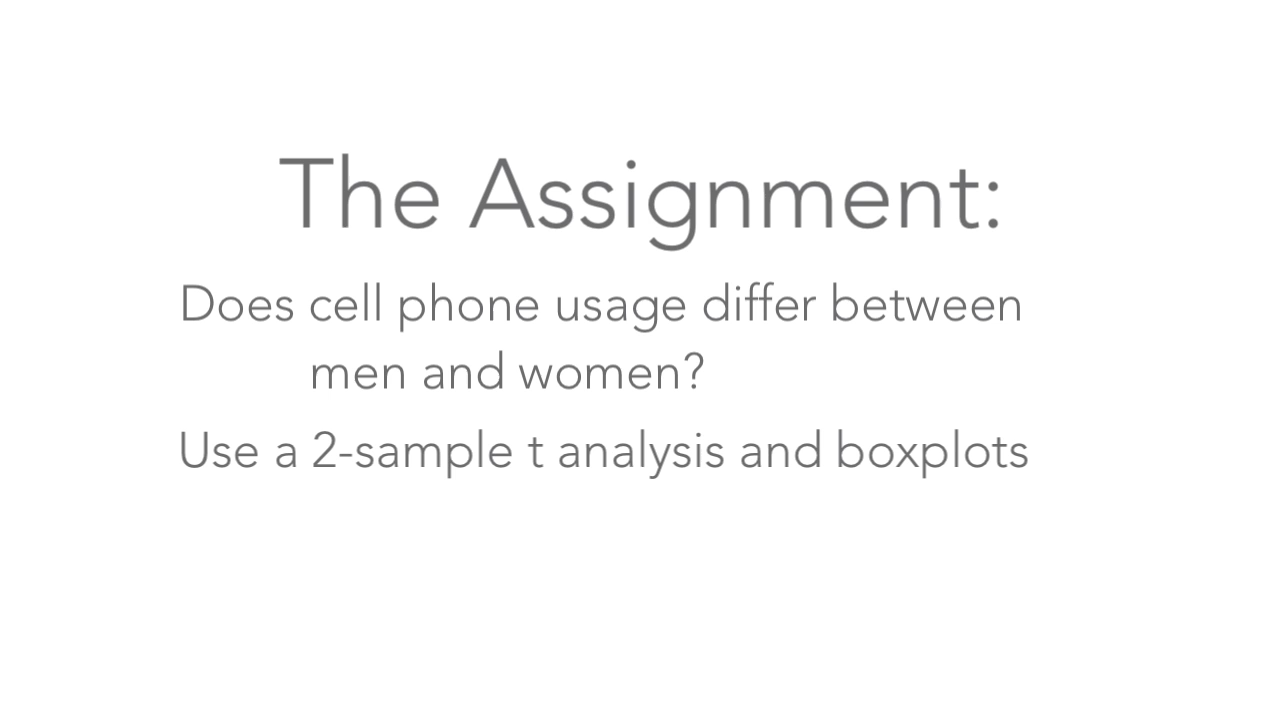 The Assignment:
Does cell phone usage differ between
men and women?
Use a 2-sample t analysis and boxplots